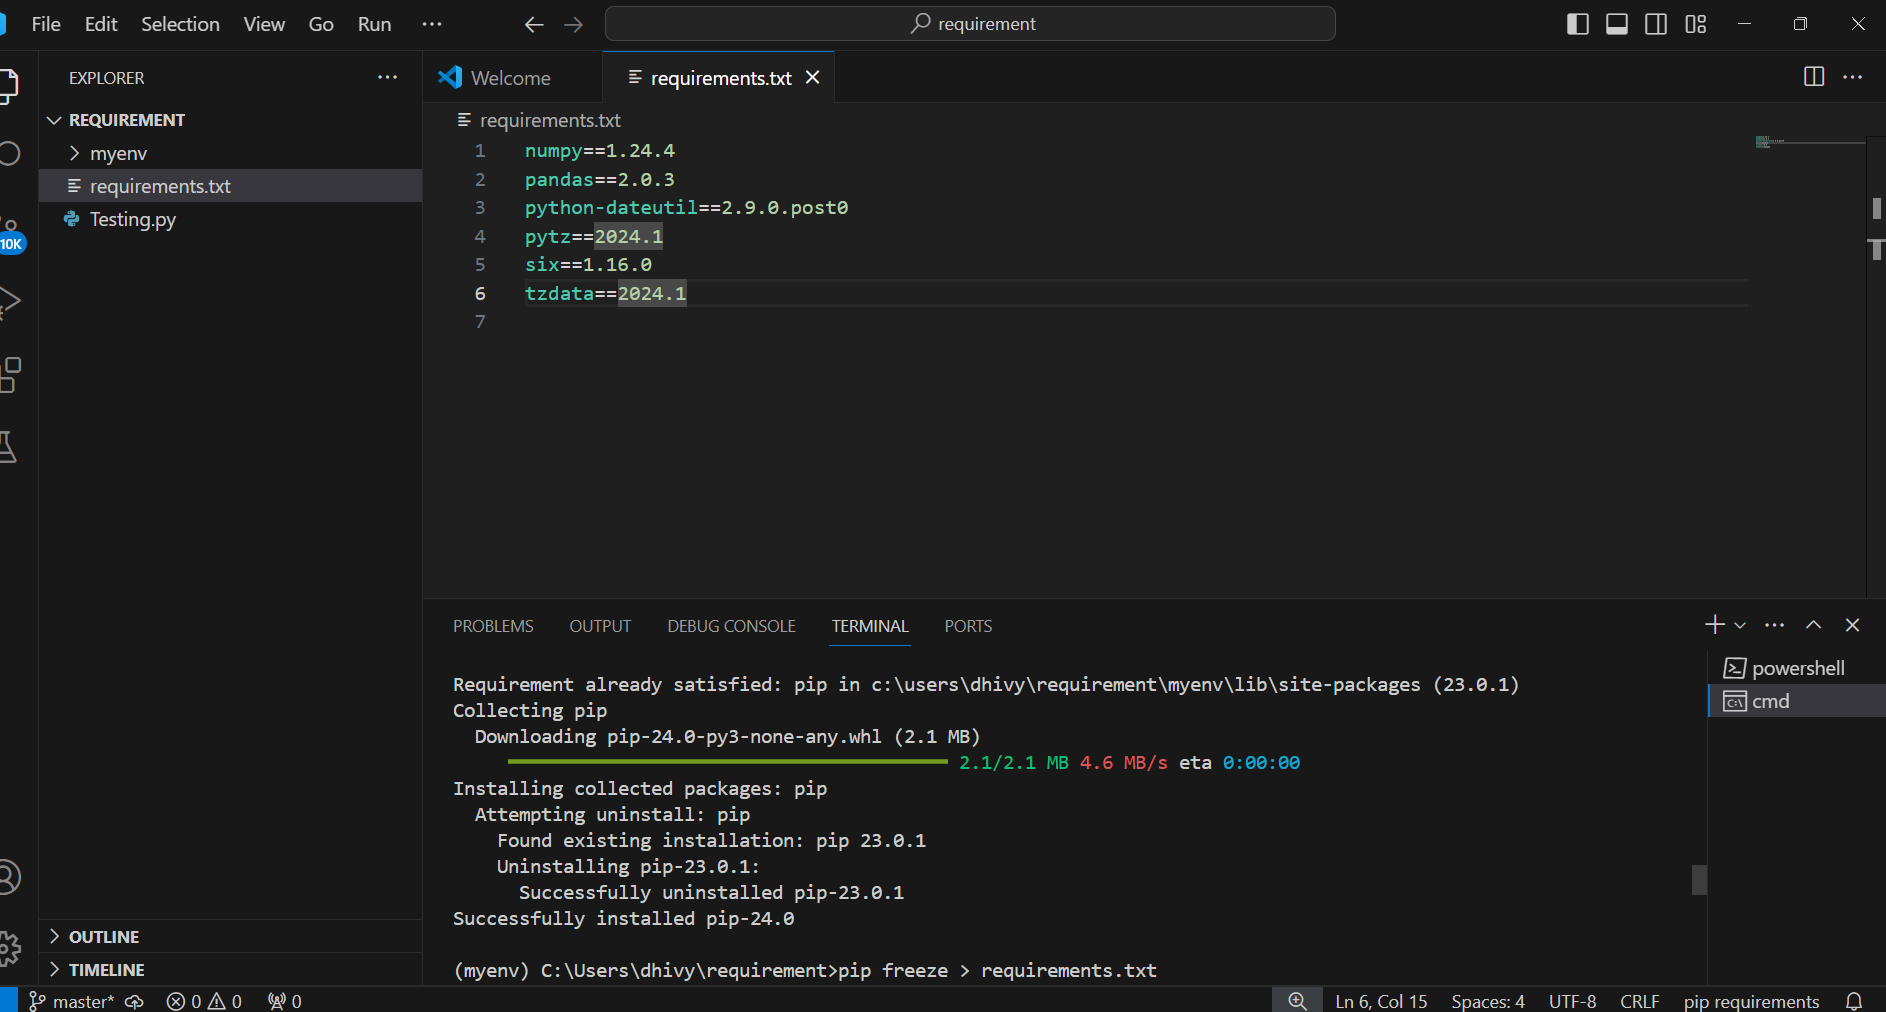 File Edit Selection View Go Run ···
requirement
EXPLORER ···
REQUIREMENT
myenv
requirements.txt
Testing.py
10K
OUTLINE
TIMELINE
Welcome
requirements.txt
requirements.txt
1 numpy==1.24.4
2 pandas==2.0.3
3 python-dateutil==2.9.0.post0
4 pytz==2024.1
5 six==1.16.0
6 tzdata==2024.1
7
PROBLEMS OUTPUT DEBUG CONSOLE TERMINAL PORTS
Requirement already satisfied: pip in c:\users\dhivy\requirement\myenv\lib\site-packages (23.0.1)
Collecting pip
Downloading pip-24.0-py3-none-any.whl (2.1 MB)
2.1/2.1 MB 4.6 MB/s eta 0:00:00
Installing collected packages: pip
Attempting uninstall: pip
Found existing installation: pip 23.0.1
Uninstalling pip-23.0.1:
Successfully uninstalled pip-23.0.1
Successfully installed pip-24.0
(myenv) C:\Users\dhivy\requirement>pip freeze > requirements.txt
powershell
cmd
master* 0 0 0 Ln 6, Col 15 Spaces: 4 UTF-8 CRLF pip requirements